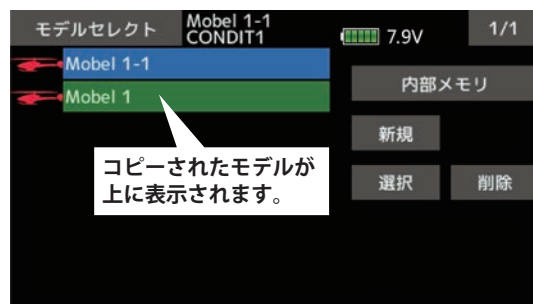 モデルセレクト
Mobel 1-1
CONDIT1
7.9V
1/1
Mobel 1-1
Mobel 1
内部メモリ
新規
選択
削除
コピーされたモデルが
上に表示されます。